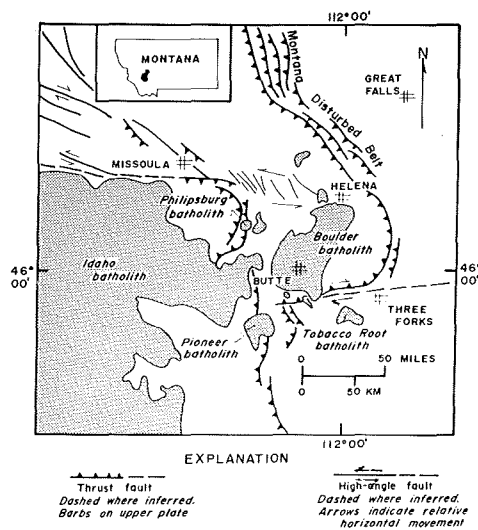 112°00'
MONTANA
N
Montana
Disturbed
Belt
GREAT
FALLS
MISSOULA
HELENA
Philipsburg
batholith
Boulder
batholith
Idaho
batholith
46°
00'
46°
00'
BUTTE
THREE
FORKS
Pioneer
batholith
Tobacco Root
batholith
0 50 MILES
0 50 KM
112°00'
EXPLANATION
Thrust fault
Dashed where inferred.
Barbs on upper plate
High-angle fault
Dashed where inferred.
Arrows indicate relative
horizontal movement